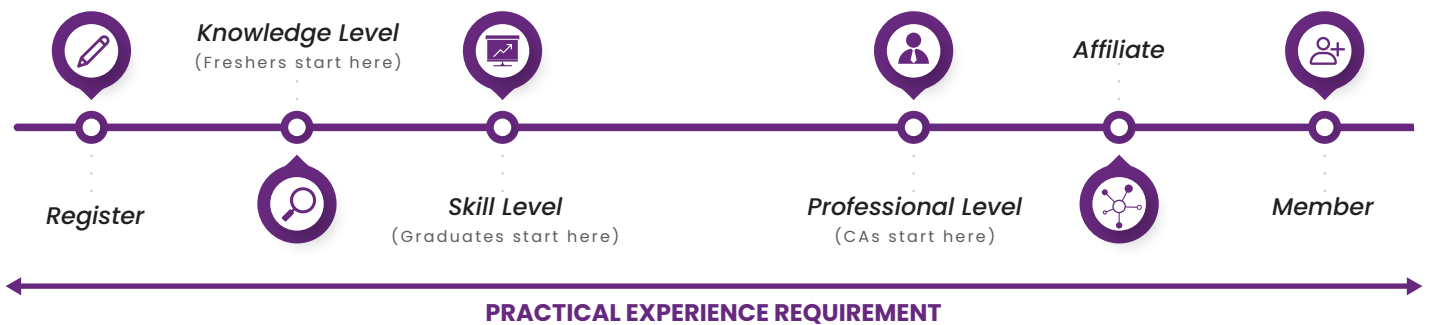 Register
Knowledge Level
(Freshers start here)
Skill Level
(Graduates start here)
Professional Level
(CAs start here)
Affiliate
Member
PRACTICAL EXPERIENCE REQUIREMENT